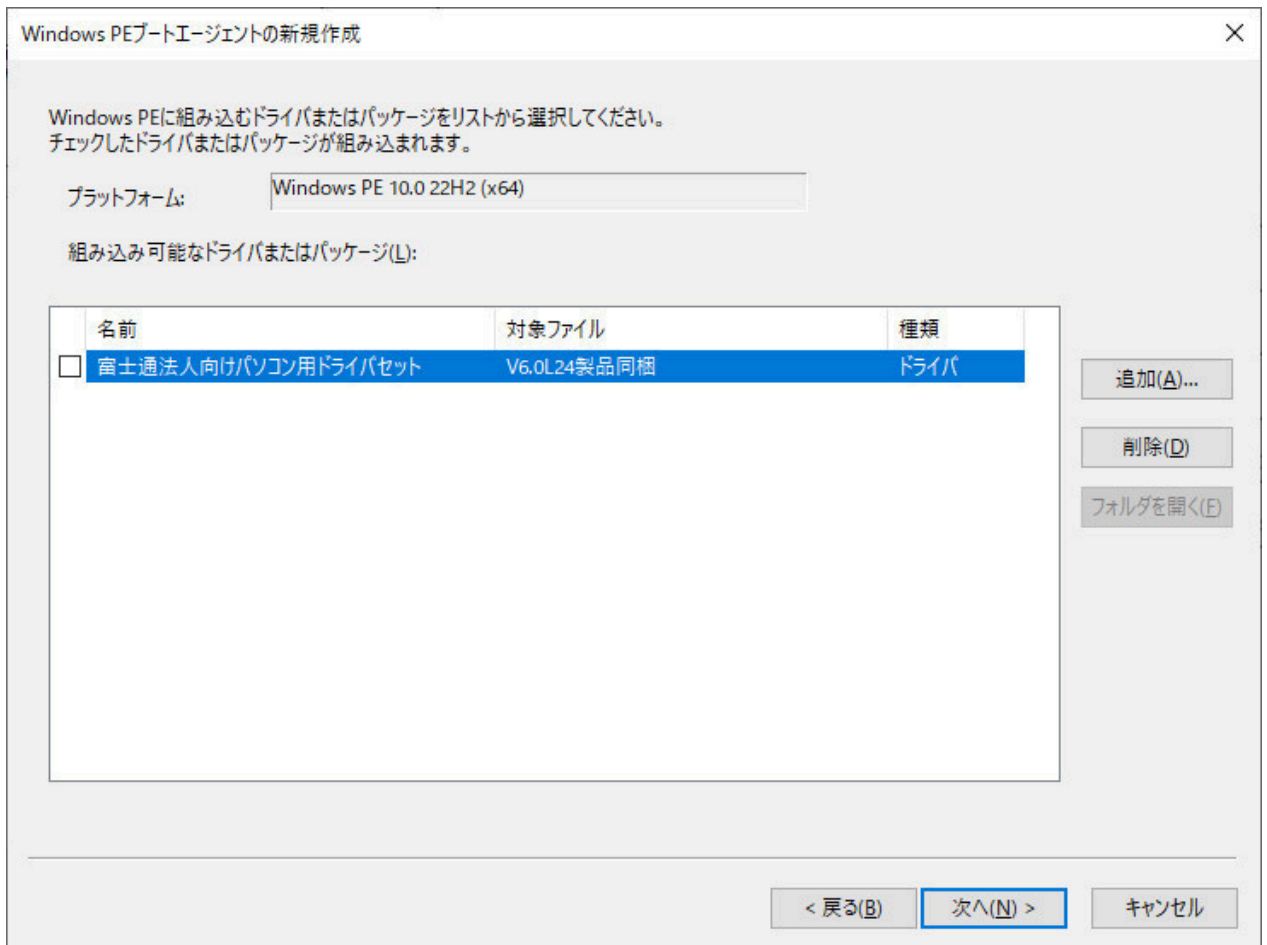 Windows PEブートエージェントの新規作成
Windows PEに組み込むドライバまたはパッケージをリストから選択してください。
チェックしたドライバまたはパッケージが組み込まれます。
プラットフォーム: Windows PE 10.0 22H2 (x64)
組み込み可能なドライバまたはパッケージ(L):
名前 対象ファイル 種類
富士通法人向けパソコン用ドライバセット V6.0L24製品同梱 ドライバ
追加(A)...
削除(D)
フォルダを開く(F)
< 戻る(B) 次へ(N) > キャンセル